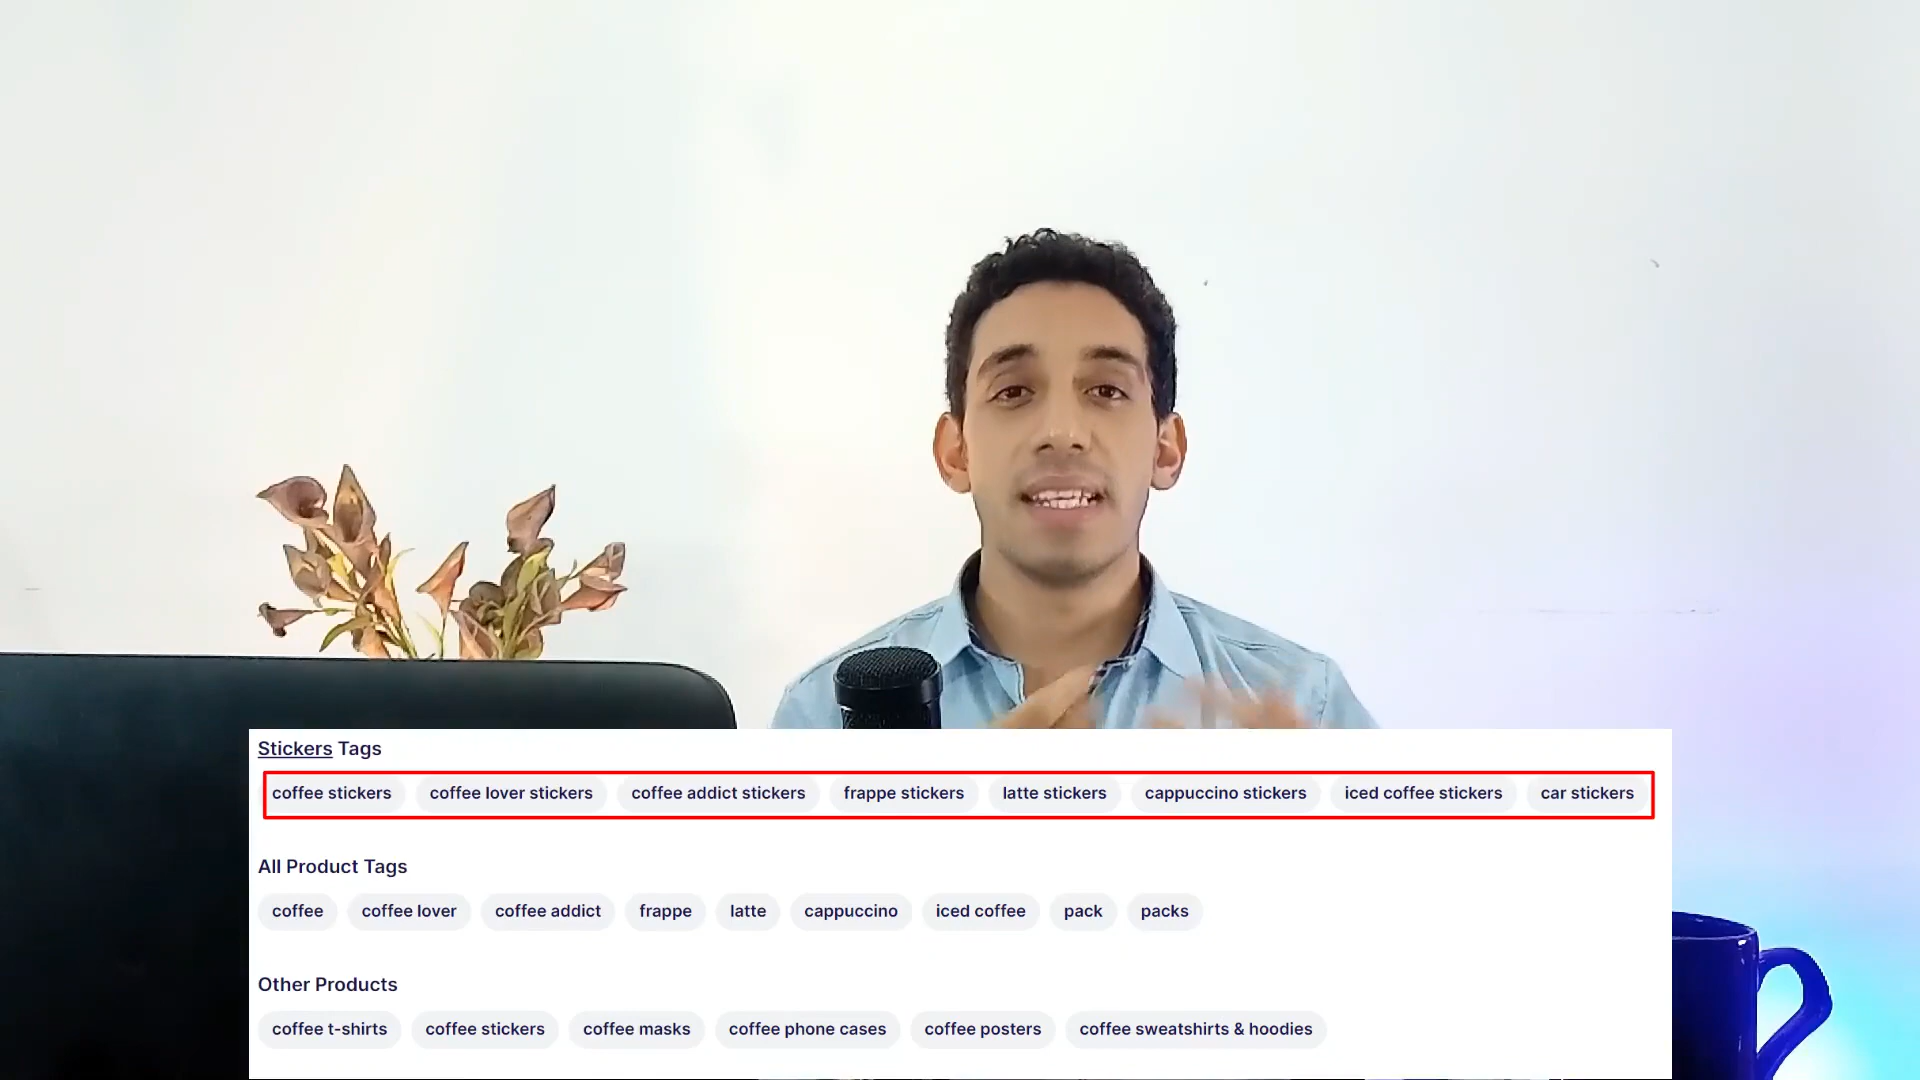 Stickers Tags
coffee stickers coffee lover stickers coffee addict stickers frappe stickers latte stickers cappuccino stickers iced coffee stickers car stickers
All Product Tags
coffee coffee lover coffee addict frappe latte cappuccino iced coffee pack packs
Other Products
coffee t-shirts coffee stickers coffee masks coffee phone cases coffee posters coffee sweatshirts & hoodies